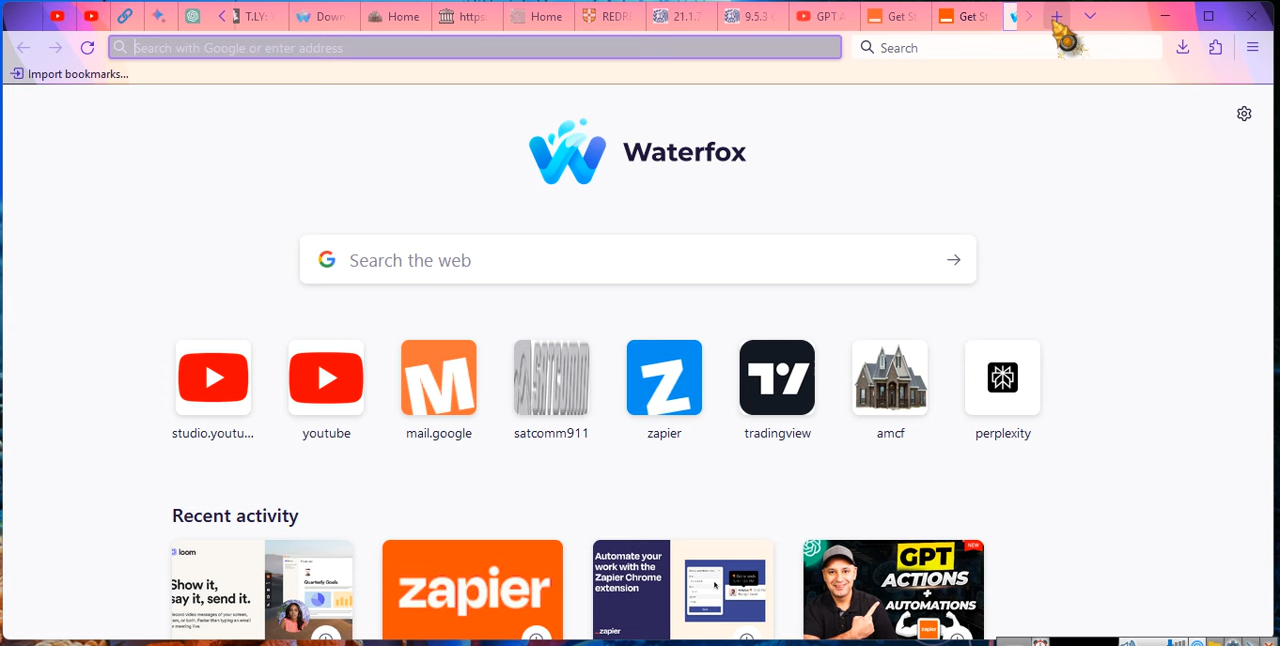 T.LY:
Down
Home
https:
Home
REDRE
21.1.7
9.5.3
GPT A
Get St
Get St
Search with Google or enter address
Search
Import bookmarks...
Waterfox
Search the web
studio.youtu...
youtube
mail.google
satcomm911
zapier
tradingview
amcf
perplexity
Recent activity
loom
Show it,
say it, send it.
zapier
Automate your
work with the
Zapier Chrome
extension
zapier
NEW
GPT
ACTIONS
+
AUTOMATIONS
zapier